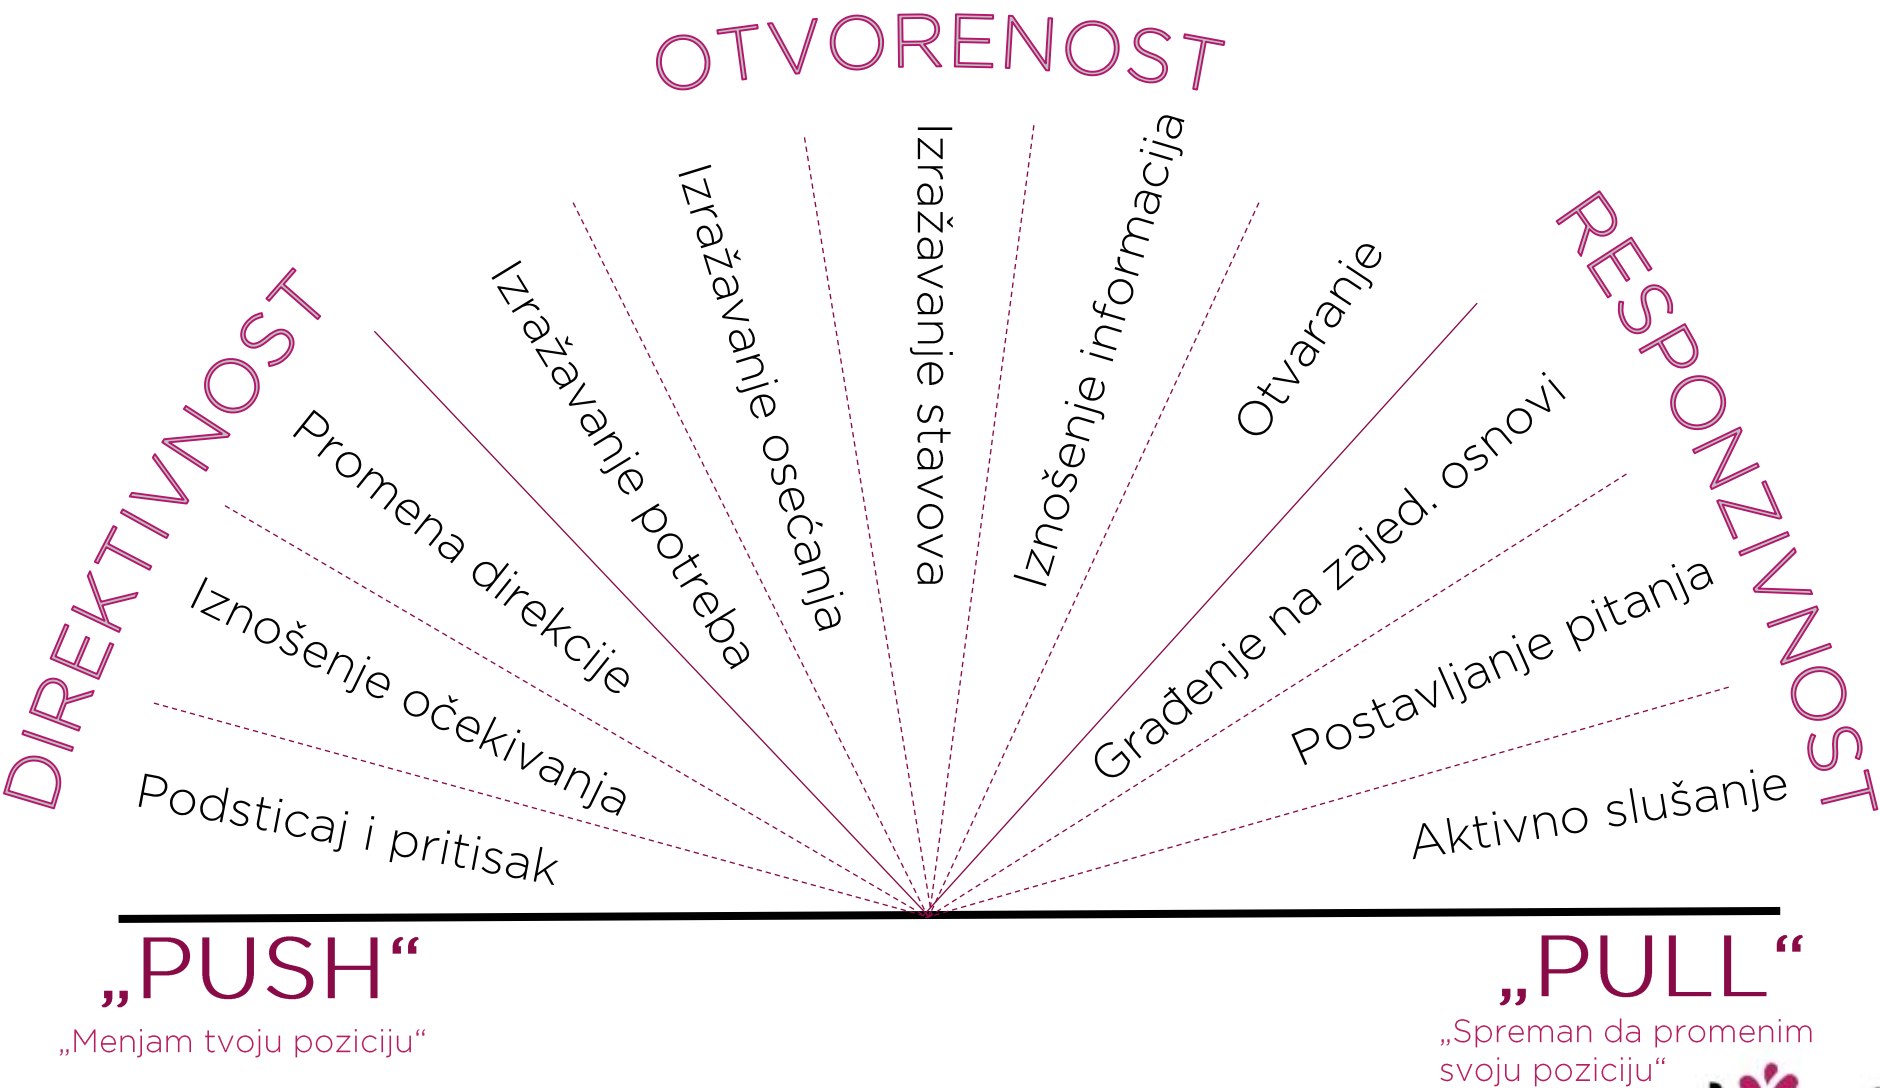 OTVORENOST
DIREKTIVNOST
RESPONZIVNOST
Podsticaj i pritisak
Iznošenje očekivanja
Promena direkcije
Izražavanje potreba
Izražavanje osećanja
Izražavanje stavova
Iznošenje informacija
Otvaranje
Građenje na zajed. osnovi
Postavljanje pitanja
Aktivno slušanje
„PUSH“
„Menjam tvoju poziciju“
„PULL“
„Spreman da promenim
svoju poziciju“